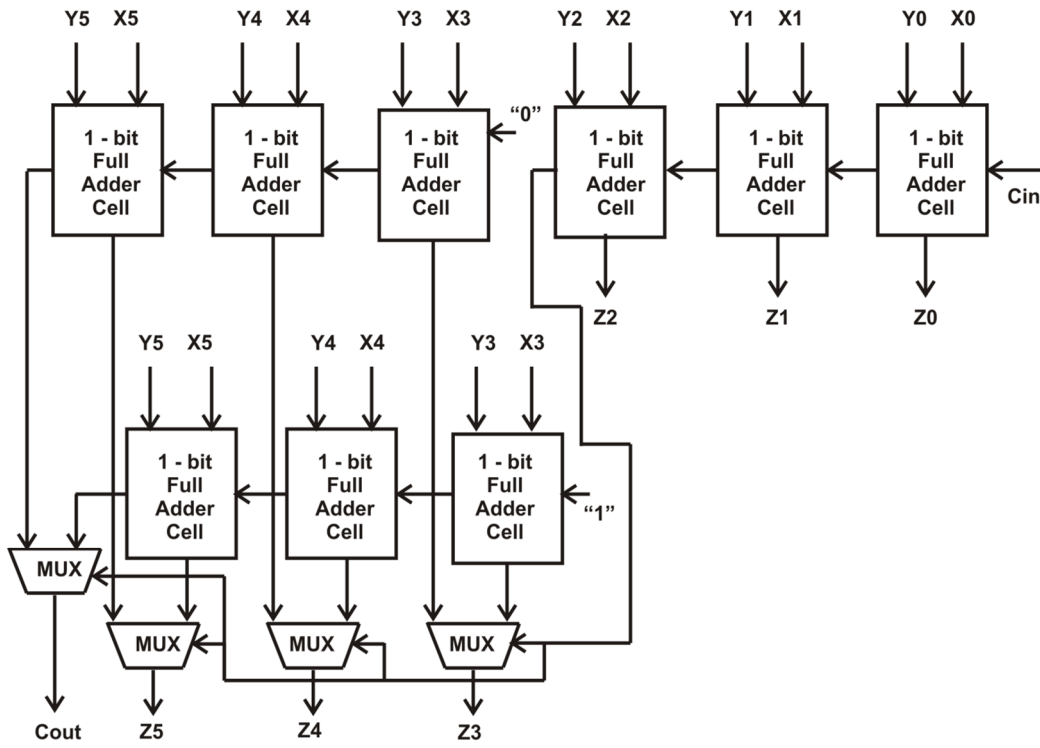 Y5 X5 Y4 X4 Y3 X3 Y2 X2 Y1 X1 Y0 X0
"0"
1 - bit
Full
Adder
Cell
1 - bit
Full
Adder
Cell
1 - bit
Full
Adder
Cell
1 - bit
Full
Adder
Cell
1 - bit
Full
Adder
Cell
1 - bit
Full
Adder
Cell
Cin
Z2 Z1 Z0
Y5 X5 Y4 X4 Y3 X3
1 - bit
Full
Adder
Cell
1 - bit
Full
Adder
Cell
1 - bit
Full
Adder
Cell
"1"
MUX
MUX MUX MUX
Cout Z5 Z4 Z3